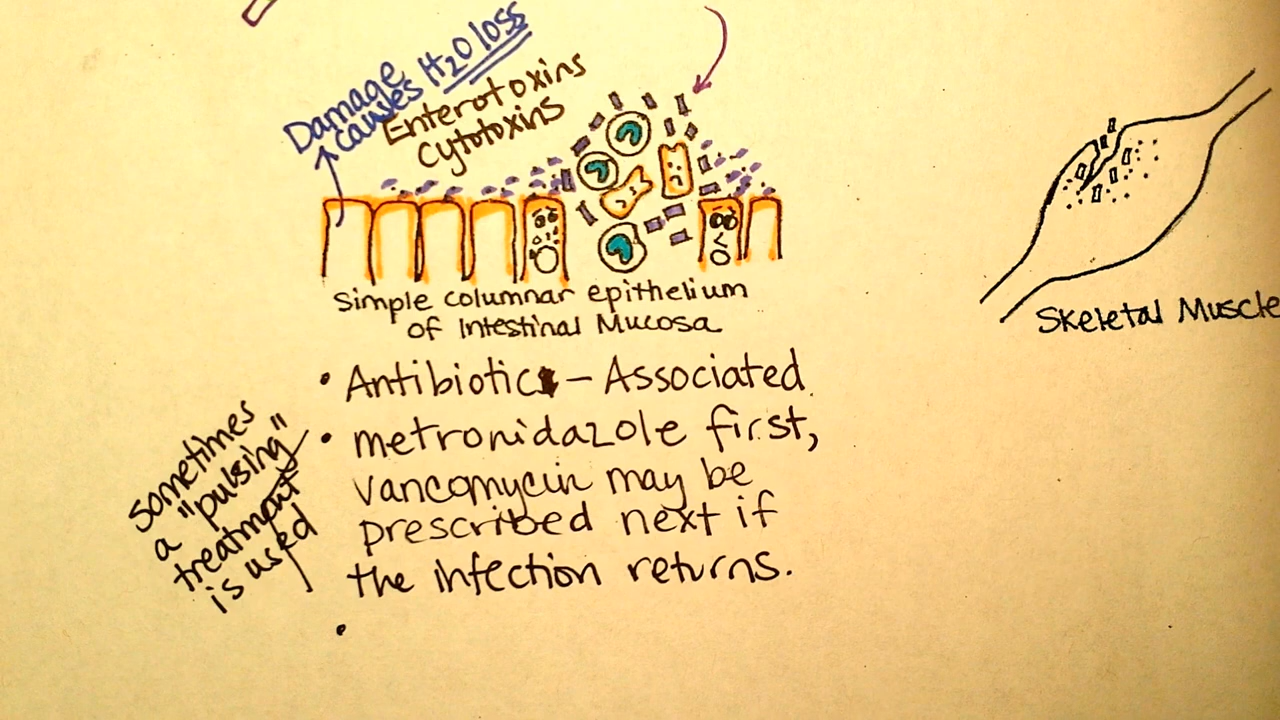 Damage
causes H₂O loss
Enterotoxins
Cytotoxins
Simple columnar epithelium
of Intestinal Mucosa
Skeletal Muscle
• Antibiotic - Associated
• metronidazole first,
vancomycin may be
prescribed next if
the infection returns.
•
sometimes
a "pulsing"
treatment
is used